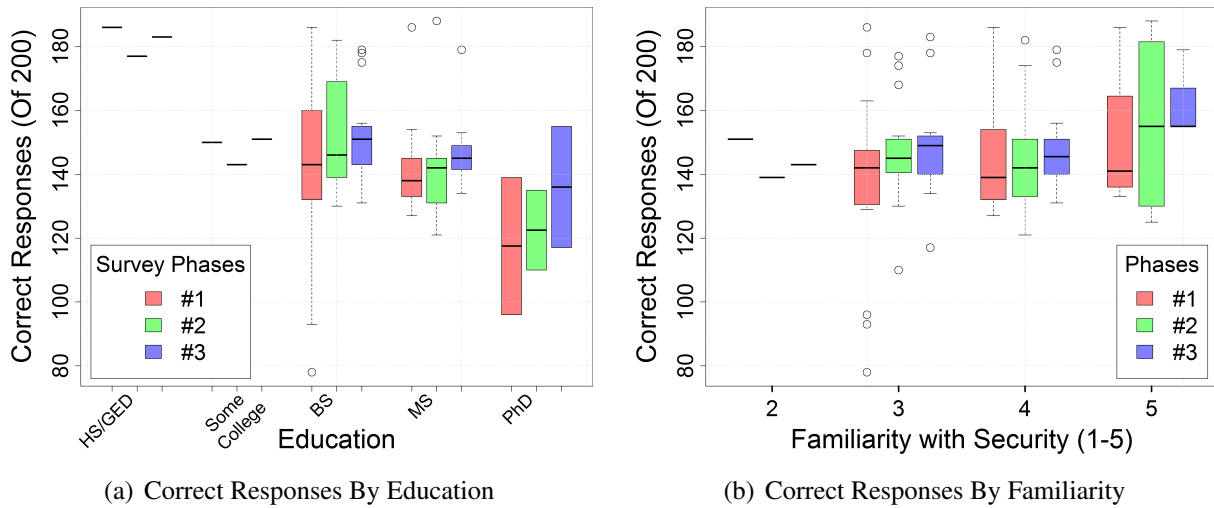 Correct Responses (Of 200)
180
160
140
120
100
80
Survey Phases
#1
#2
#3
HS/GED
Some
College
BS
MS
PhD
Education
(a) Correct Responses By Education
Correct Responses (Of 200)
180
160
140
120
100
80
Phases
#1
#2
#3
2
3
4
5
Familiarity with Security (1-5)
(b) Correct Responses By Familiarity